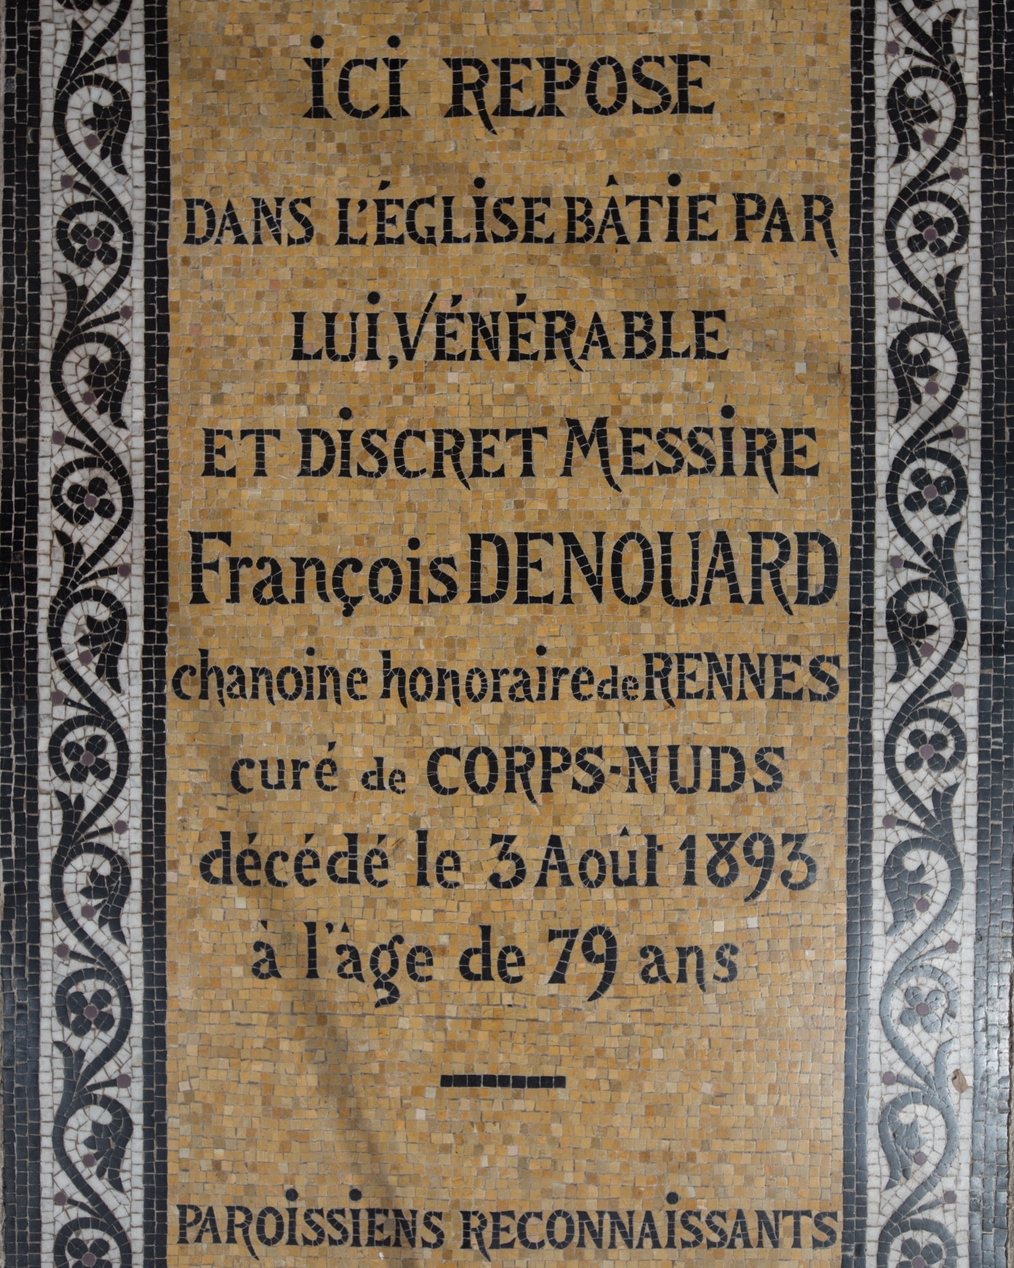 ICI REPOSE
DANS L'ÉGLISE BÂTIE PAR
LUI, VÉNÉRABLE
ET DISCRET MESSIRE
François DENOUARD
chanoine honoraire de RENNES
curé de CORPS-NUDS
décédé le 3 Août 1893
à l'âge de 79 ans
PAROISSIENS RECONNAISSANTS